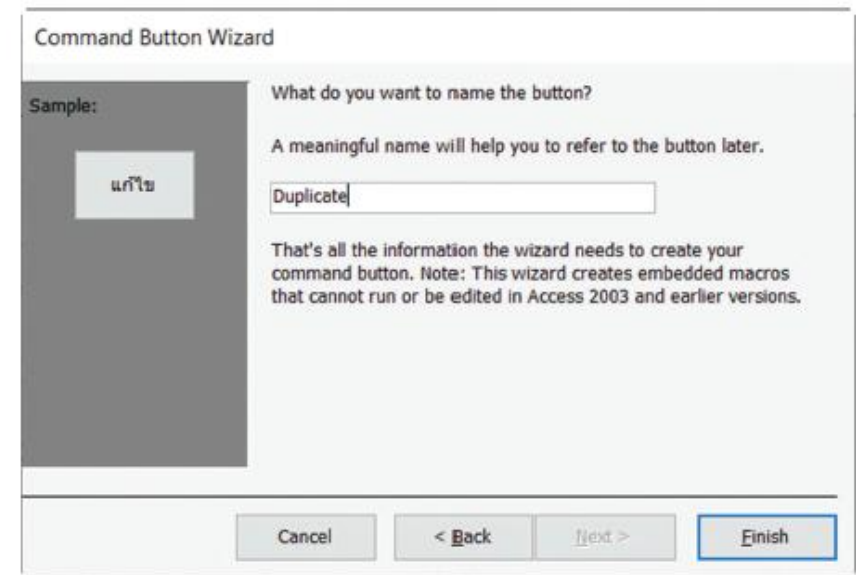 Command Button Wizard
Sample:
แก้ไข
What do you want to name the button?
A meaningful name will help you to refer to the button later.
Duplicate
That's all the information the wizard needs to create your
command button. Note: This wizard creates embedded macros
that cannot run or be edited in Access 2003 and earlier versions.
Cancel
< Back
Next >
Finish